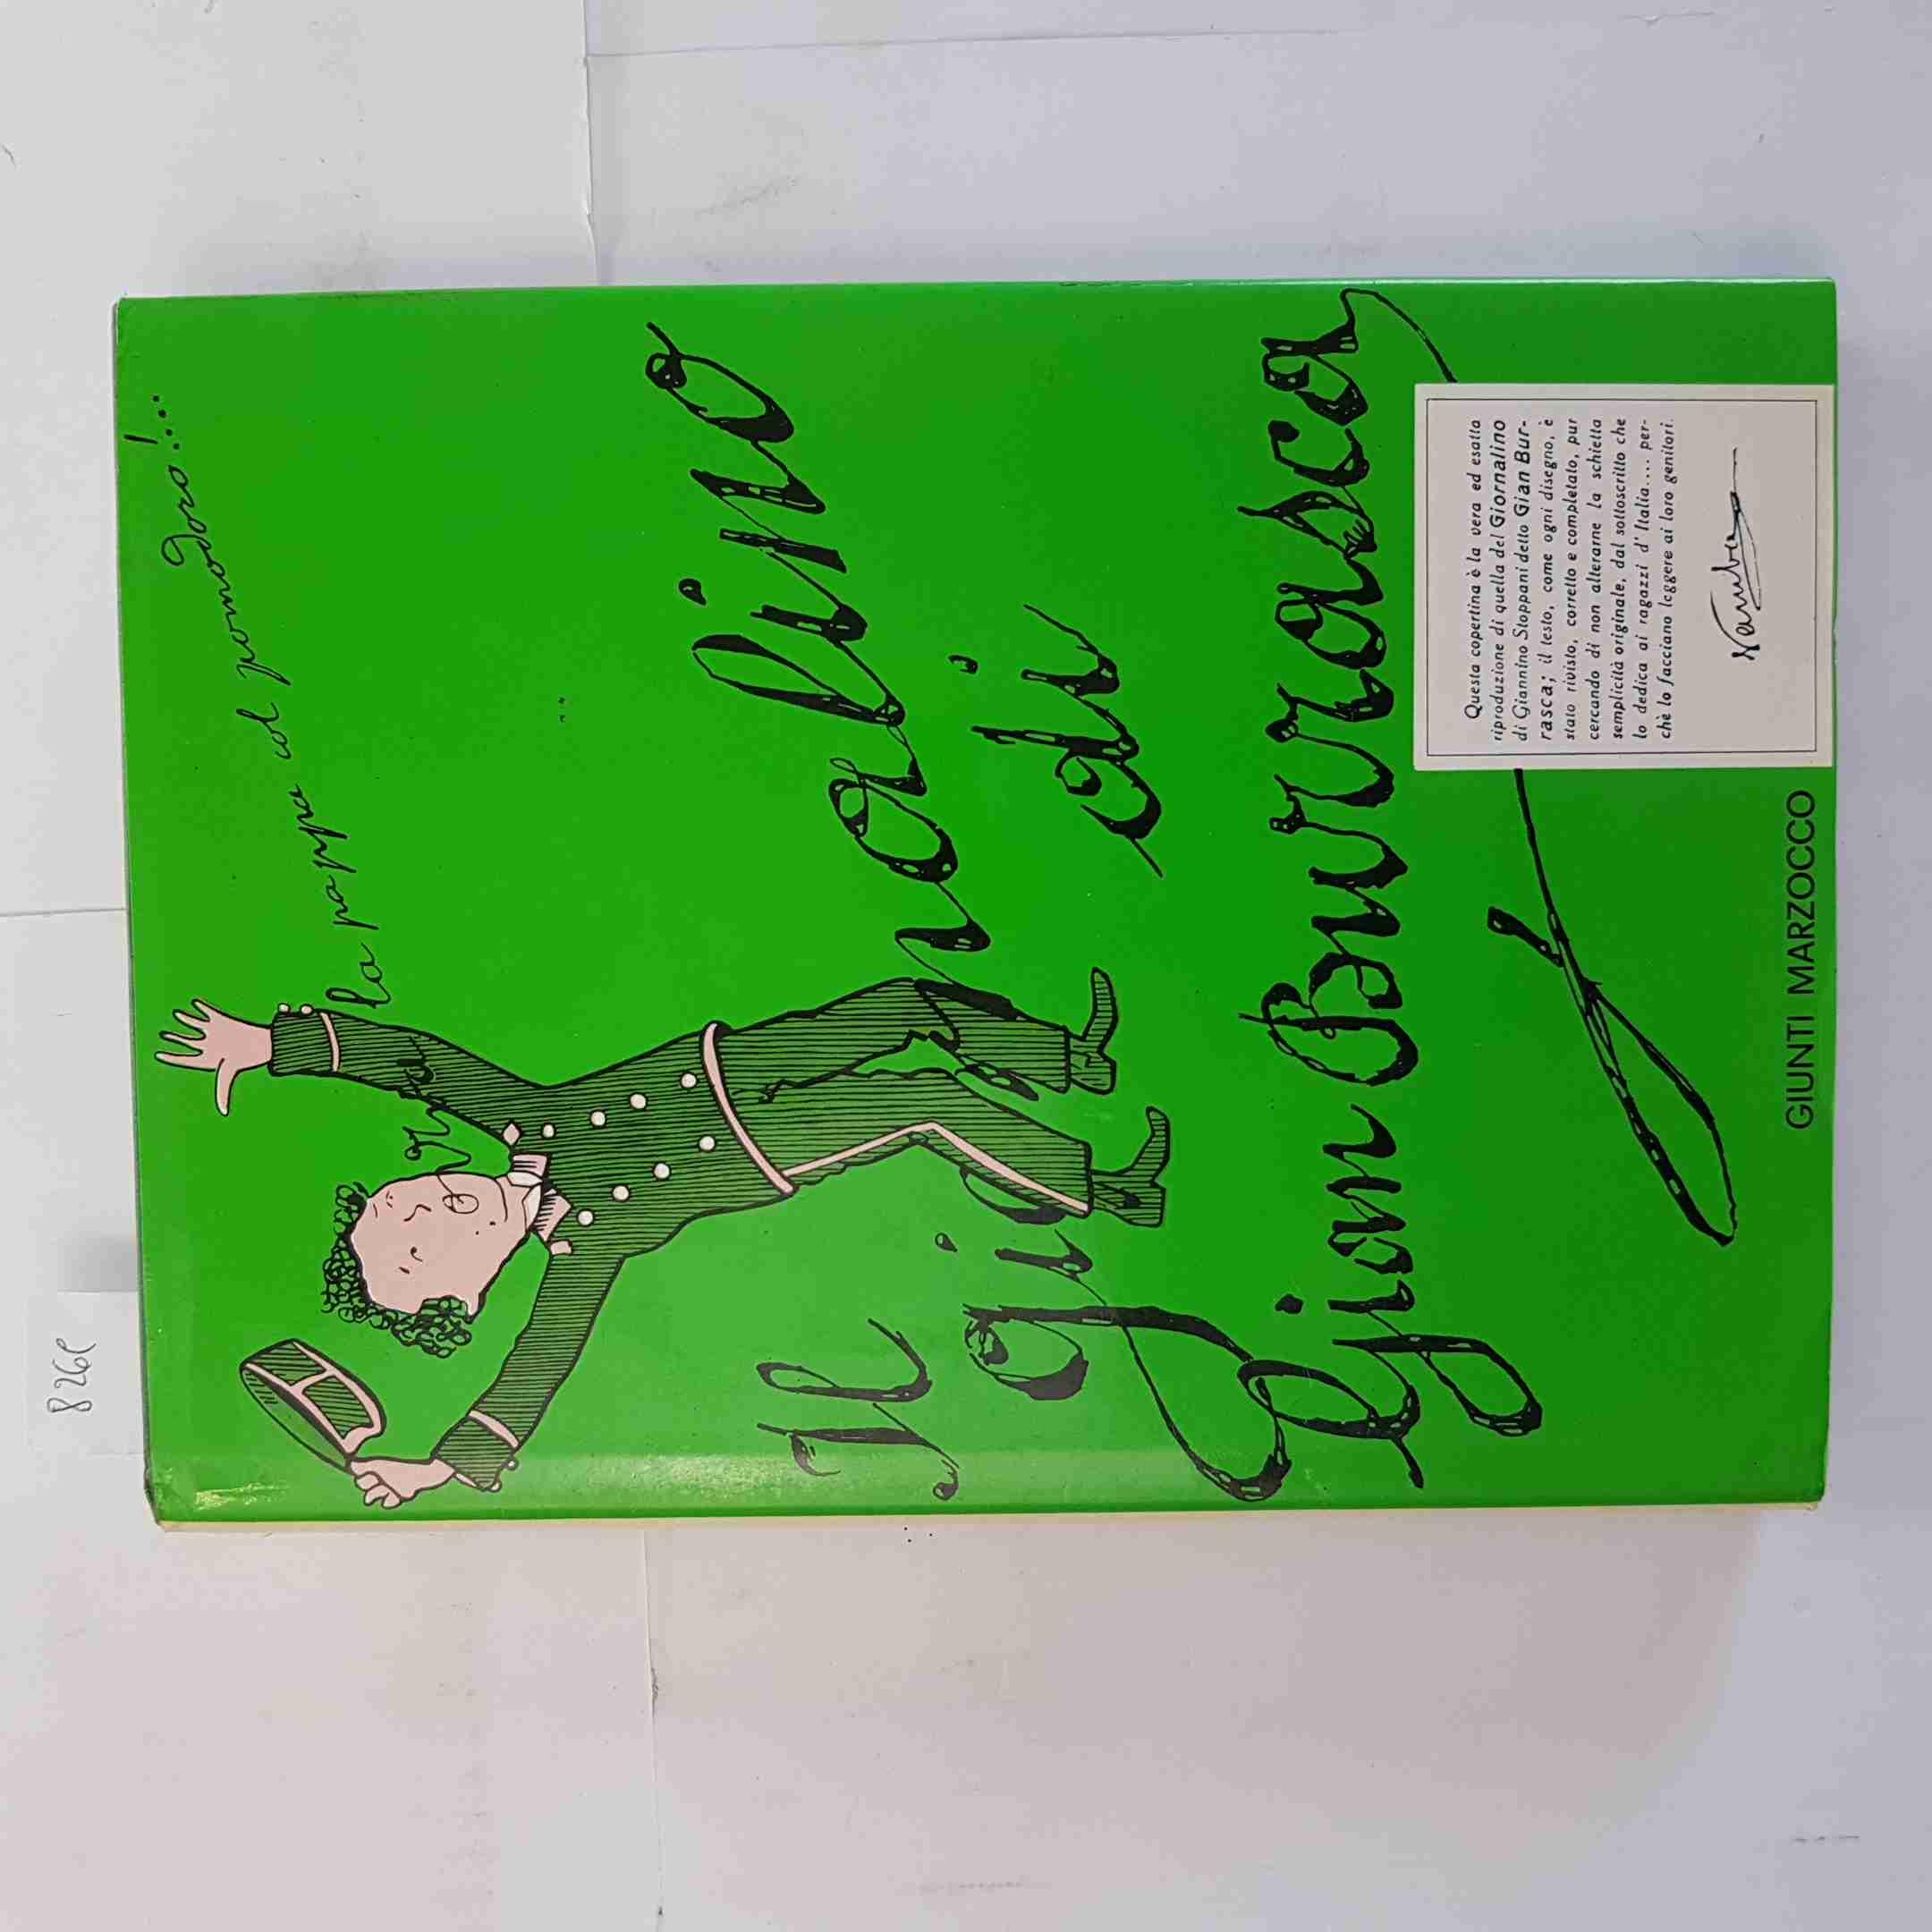 Viva la pappa col pomodoro!...
Il giornalino
di
Gian Burrasca
Questa copertina è la vera ed esatta
riproduzione di quella del Giornalino
di Giannino Stoppani detto Gian Bur-
rasca; il testo, come ogni disegno, è
stato rivisto, corretto e completato, pur
cercando di non alterarne la schietta
semplicità originale, dal sottoscritto che
lo dedica ai ragazzi d'Italia.... per-
chè lo facciano leggere ai loro genitori.
Vamba
GIUNTI MARZOCCO